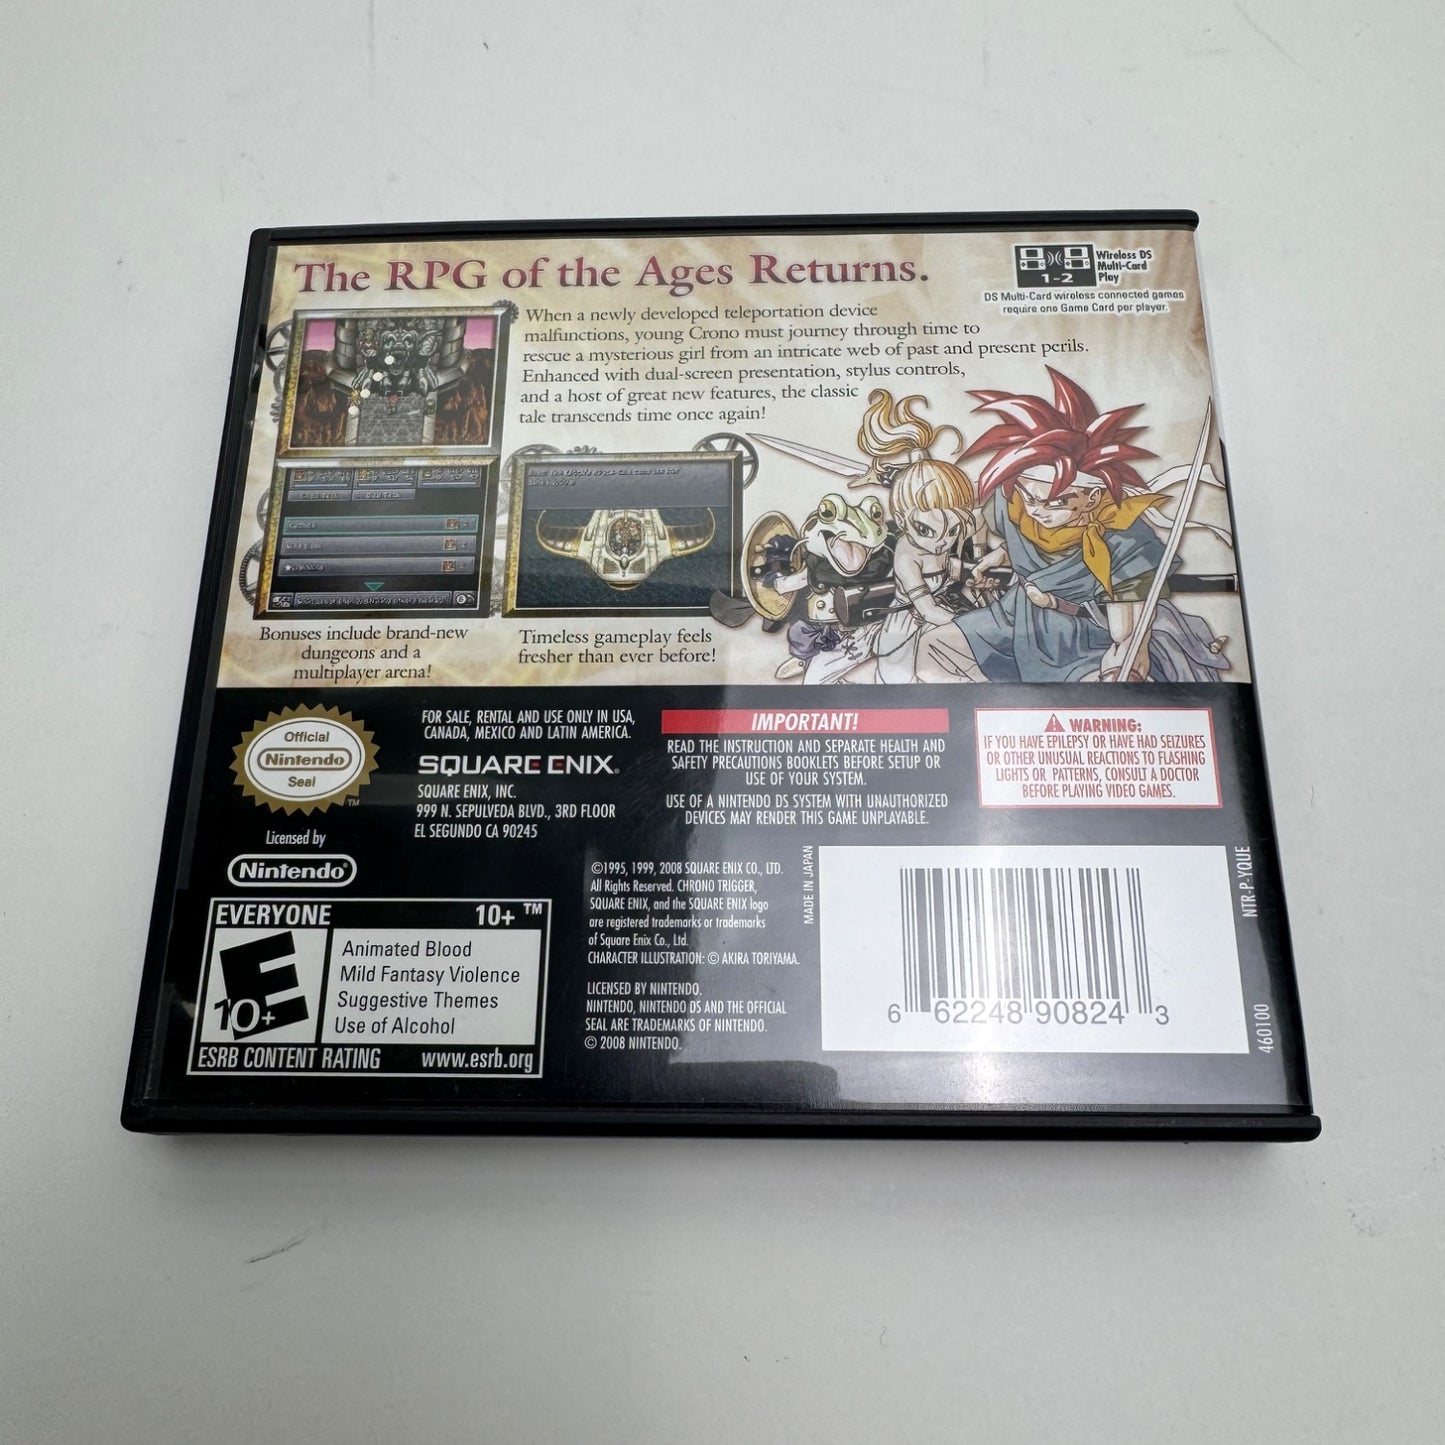 The RPG of the Ages Returns.
1-2
Wireless DS
Multi-Card
Play
DS Multi-Card wireless connected games
require one Game Card per player.
When a newly developed teleportation device
malfunctions, young Crono must journey through time to
rescue a mysterious girl from an intricate web of past and present perils.
Enhanced with dual-screen presentation, stylus controls,
and a host of great new features, the classic
tale transcends time once again!
Bonuses include brand-new
dungeons and a
multiplayer arena!
Timeless gameplay feels
fresher than ever before!
Official
Nintendo
Seal
TM
Licensed by
Nintendo®
FOR SALE, RENTAL AND USE ONLY IN USA,
CANADA, MEXICO AND LATIN AMERICA.
SQUARE ENIX®
SQUARE ENIX, INC.
999 N. SEPULVEDA BLVD., 3RD FLOOR
EL SEGUNDO CA 90245
IMPORTANT!
READ THE INSTRUCTION AND SEPARATE HEALTH AND
SAFETY PRECAUTIONS BOOKLETS BEFORE SETUP OR
USE OF YOUR SYSTEM.
USE OF A NINTENDO DS SYSTEM WITH UNAUTHORIZED
DEVICES MAY RENDER THIS GAME UNPLAYABLE.
WARNING:
IF YOU HAVE EPILEPSY OR HAVE HAD SEIZURES
OR OTHER UNUSUAL REACTIONS TO FLASHING
LIGHTS OR PATTERNS, CONSULT A DOCTOR
BEFORE PLAYING VIDEO GAMES.
EVERYONE 10+ ™
E
10+
Animated Blood
Mild Fantasy Violence
Suggestive Themes
Use of Alcohol
ESRB CONTENT RATING www.esrb.org
©1995, 1999, 2008 SQUARE ENIX CO., LTD.
All Rights Reserved. CHRONO TRIGGER,
SQUARE ENIX, and the SQUARE ENIX logo
are registered trademarks or trademarks
of Square Enix Co., Ltd.
CHARACTER ILLUSTRATION: © AKIRA TORIYAMA.
LICENSED BY NINTENDO.
NINTENDO, NINTENDO DS AND THE OFFICIAL
SEAL ARE TRADEMARKS OF NINTENDO.
© 2008 NINTENDO.
MADE IN JAPAN
6 62248 90824 3
NTR-P-YQUE
460100